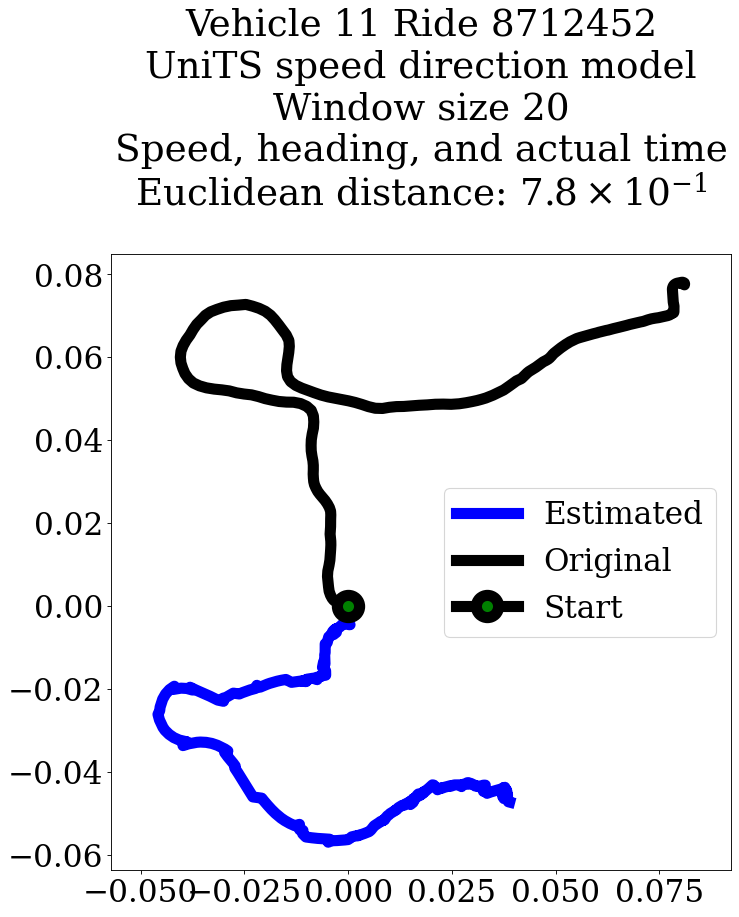 Vehicle 11 Ride 8712452
UniTS speed direction model
Window size 20
Speed, heading, and actual time
Euclidean distance: 7.8 × 10⁻¹
0.08
0.06
0.04
0.02
0.00
−0.02
−0.04
−0.06
Estimated
Original
Start
−0.050 −0.025 0.000 0.025 0.050 0.075